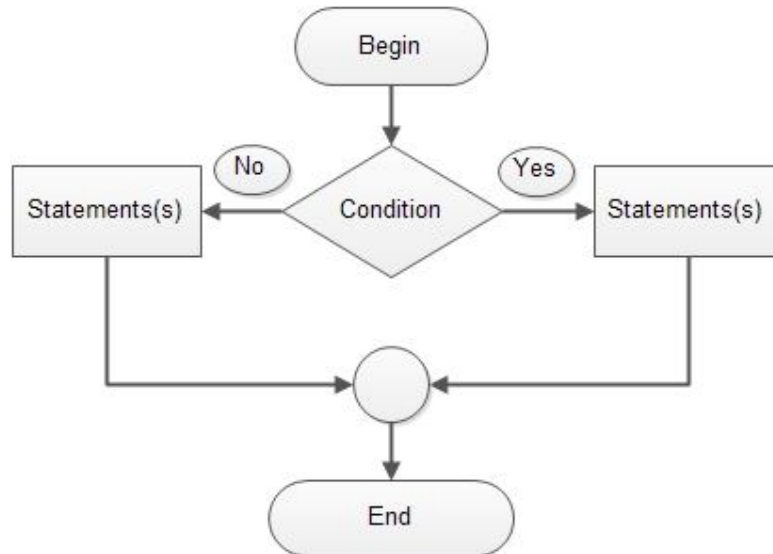 Begin
No
Yes
Statements(s)
Condition
Statements(s)
End